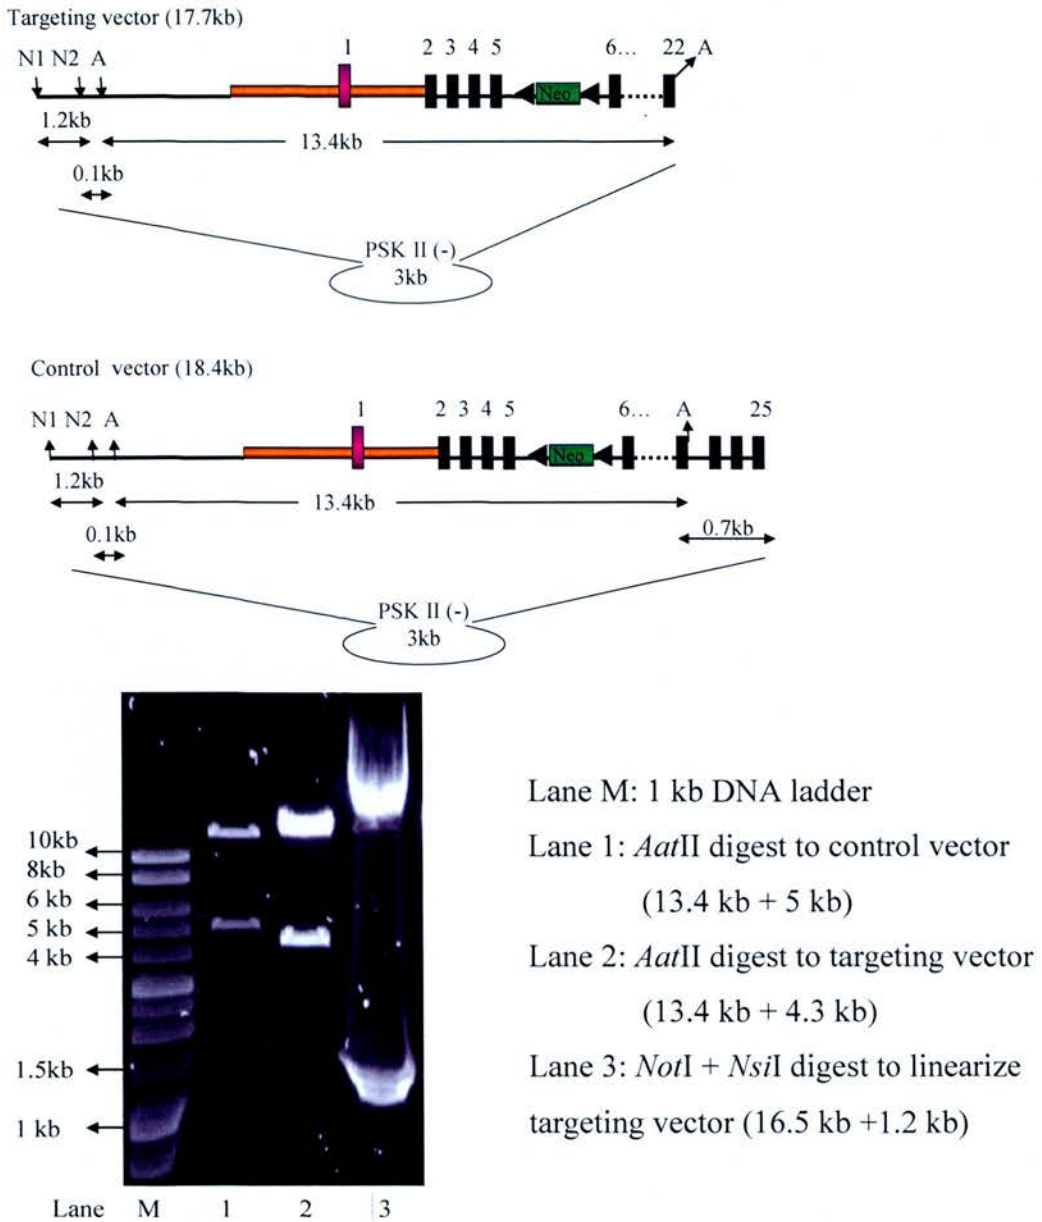 Targeting vector (17.7kb)
N1 N2 A 1 2 3 4 5 6... 22 A
Neo
1.2kb
13.4kb
0.1kb
PSK II (-)
3kb
Control vector (18.4kb)
N1 N2 A 1 2 3 4 5 6... A 25
Neo
1.2kb
13.4kb
0.7kb
0.1kb
PSK II (-)
3kb
10kb
8kb
6 kb
5 kb
4 kb
1.5kb
1 kb
Lane M 1 2 3
Lane M: 1 kb DNA ladder
Lane 1: AatII digest to control vector
(13.4 kb + 5 kb)
Lane 2: AatII digest to targeting vector
(13.4 kb + 4.3 kb)
Lane 3: NotI + NsiI digest to linearize
targeting vector (16.5 kb +1.2 kb)